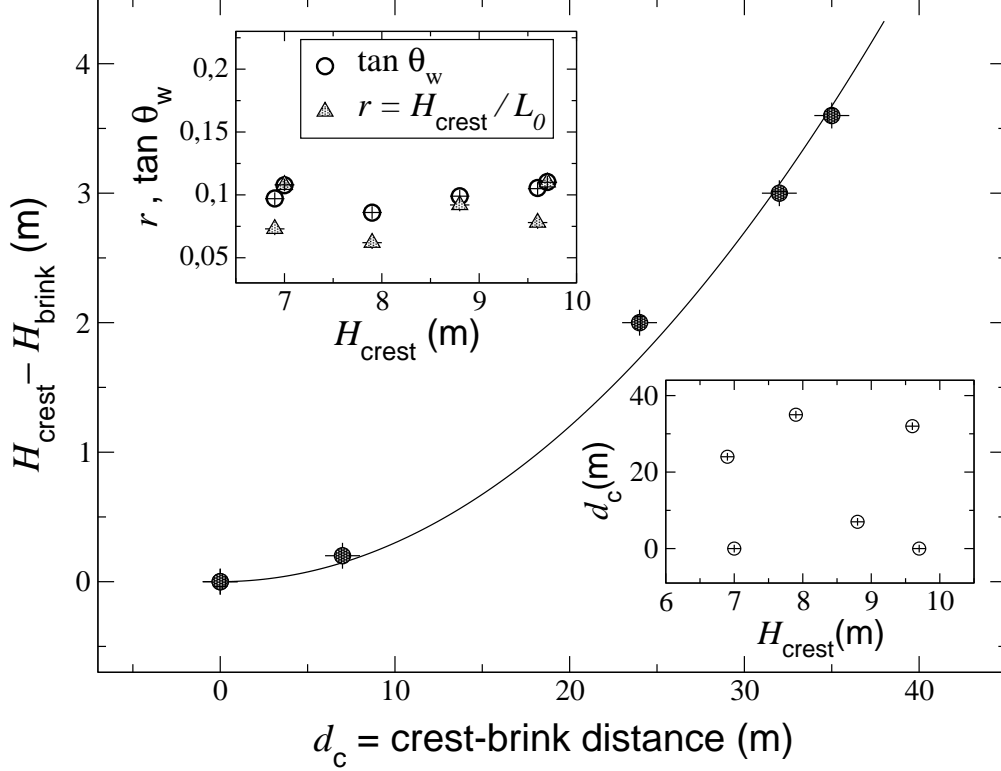 4
3
2
1
0
H_crest – H_brink (m)
0 10 20 30 40
d_c = crest-brink distance (m)
0,2
0,15
0,1
0,05
r , tan θ_w
tan θ_w
r = H_crest / L_0
7 8 9 10
H_crest (m)
40
20
0
d_c (m)
6 7 8 9 10
H_crest (m)